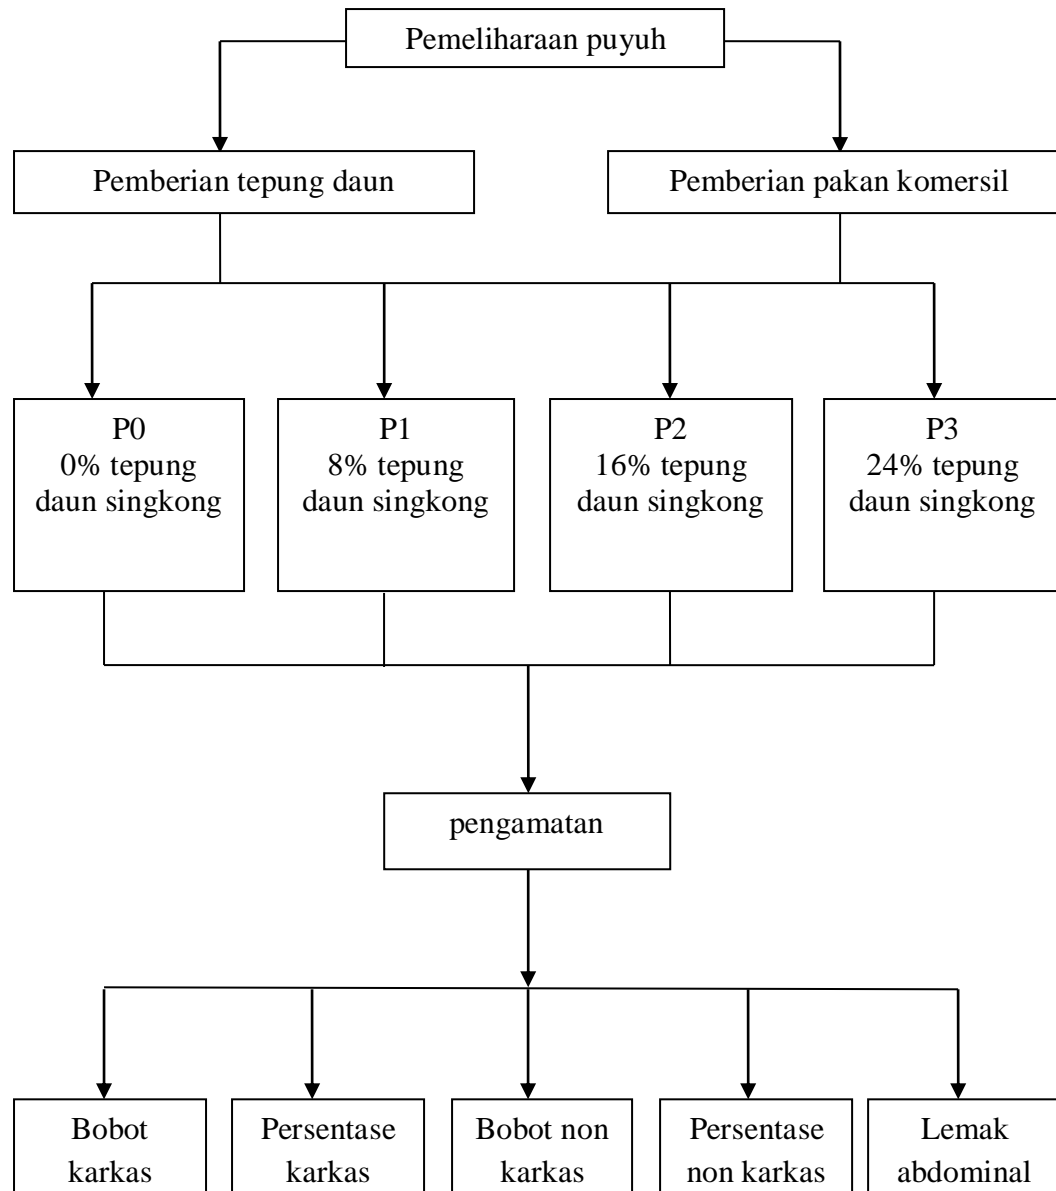 Pemeliharaan puyuh
Pemberian tepung daun
Pemberian pakan komersil
P0
0% tepung
daun singkong
P1
8% tepung
daun singkong
P2
16% tepung
daun singkong
P3
24% tepung
daun singkong
pengamatan
Bobot
karkas
Persentase
karkas
Bobot non
karkas
Persentase
non karkas
Lemak
abdominal